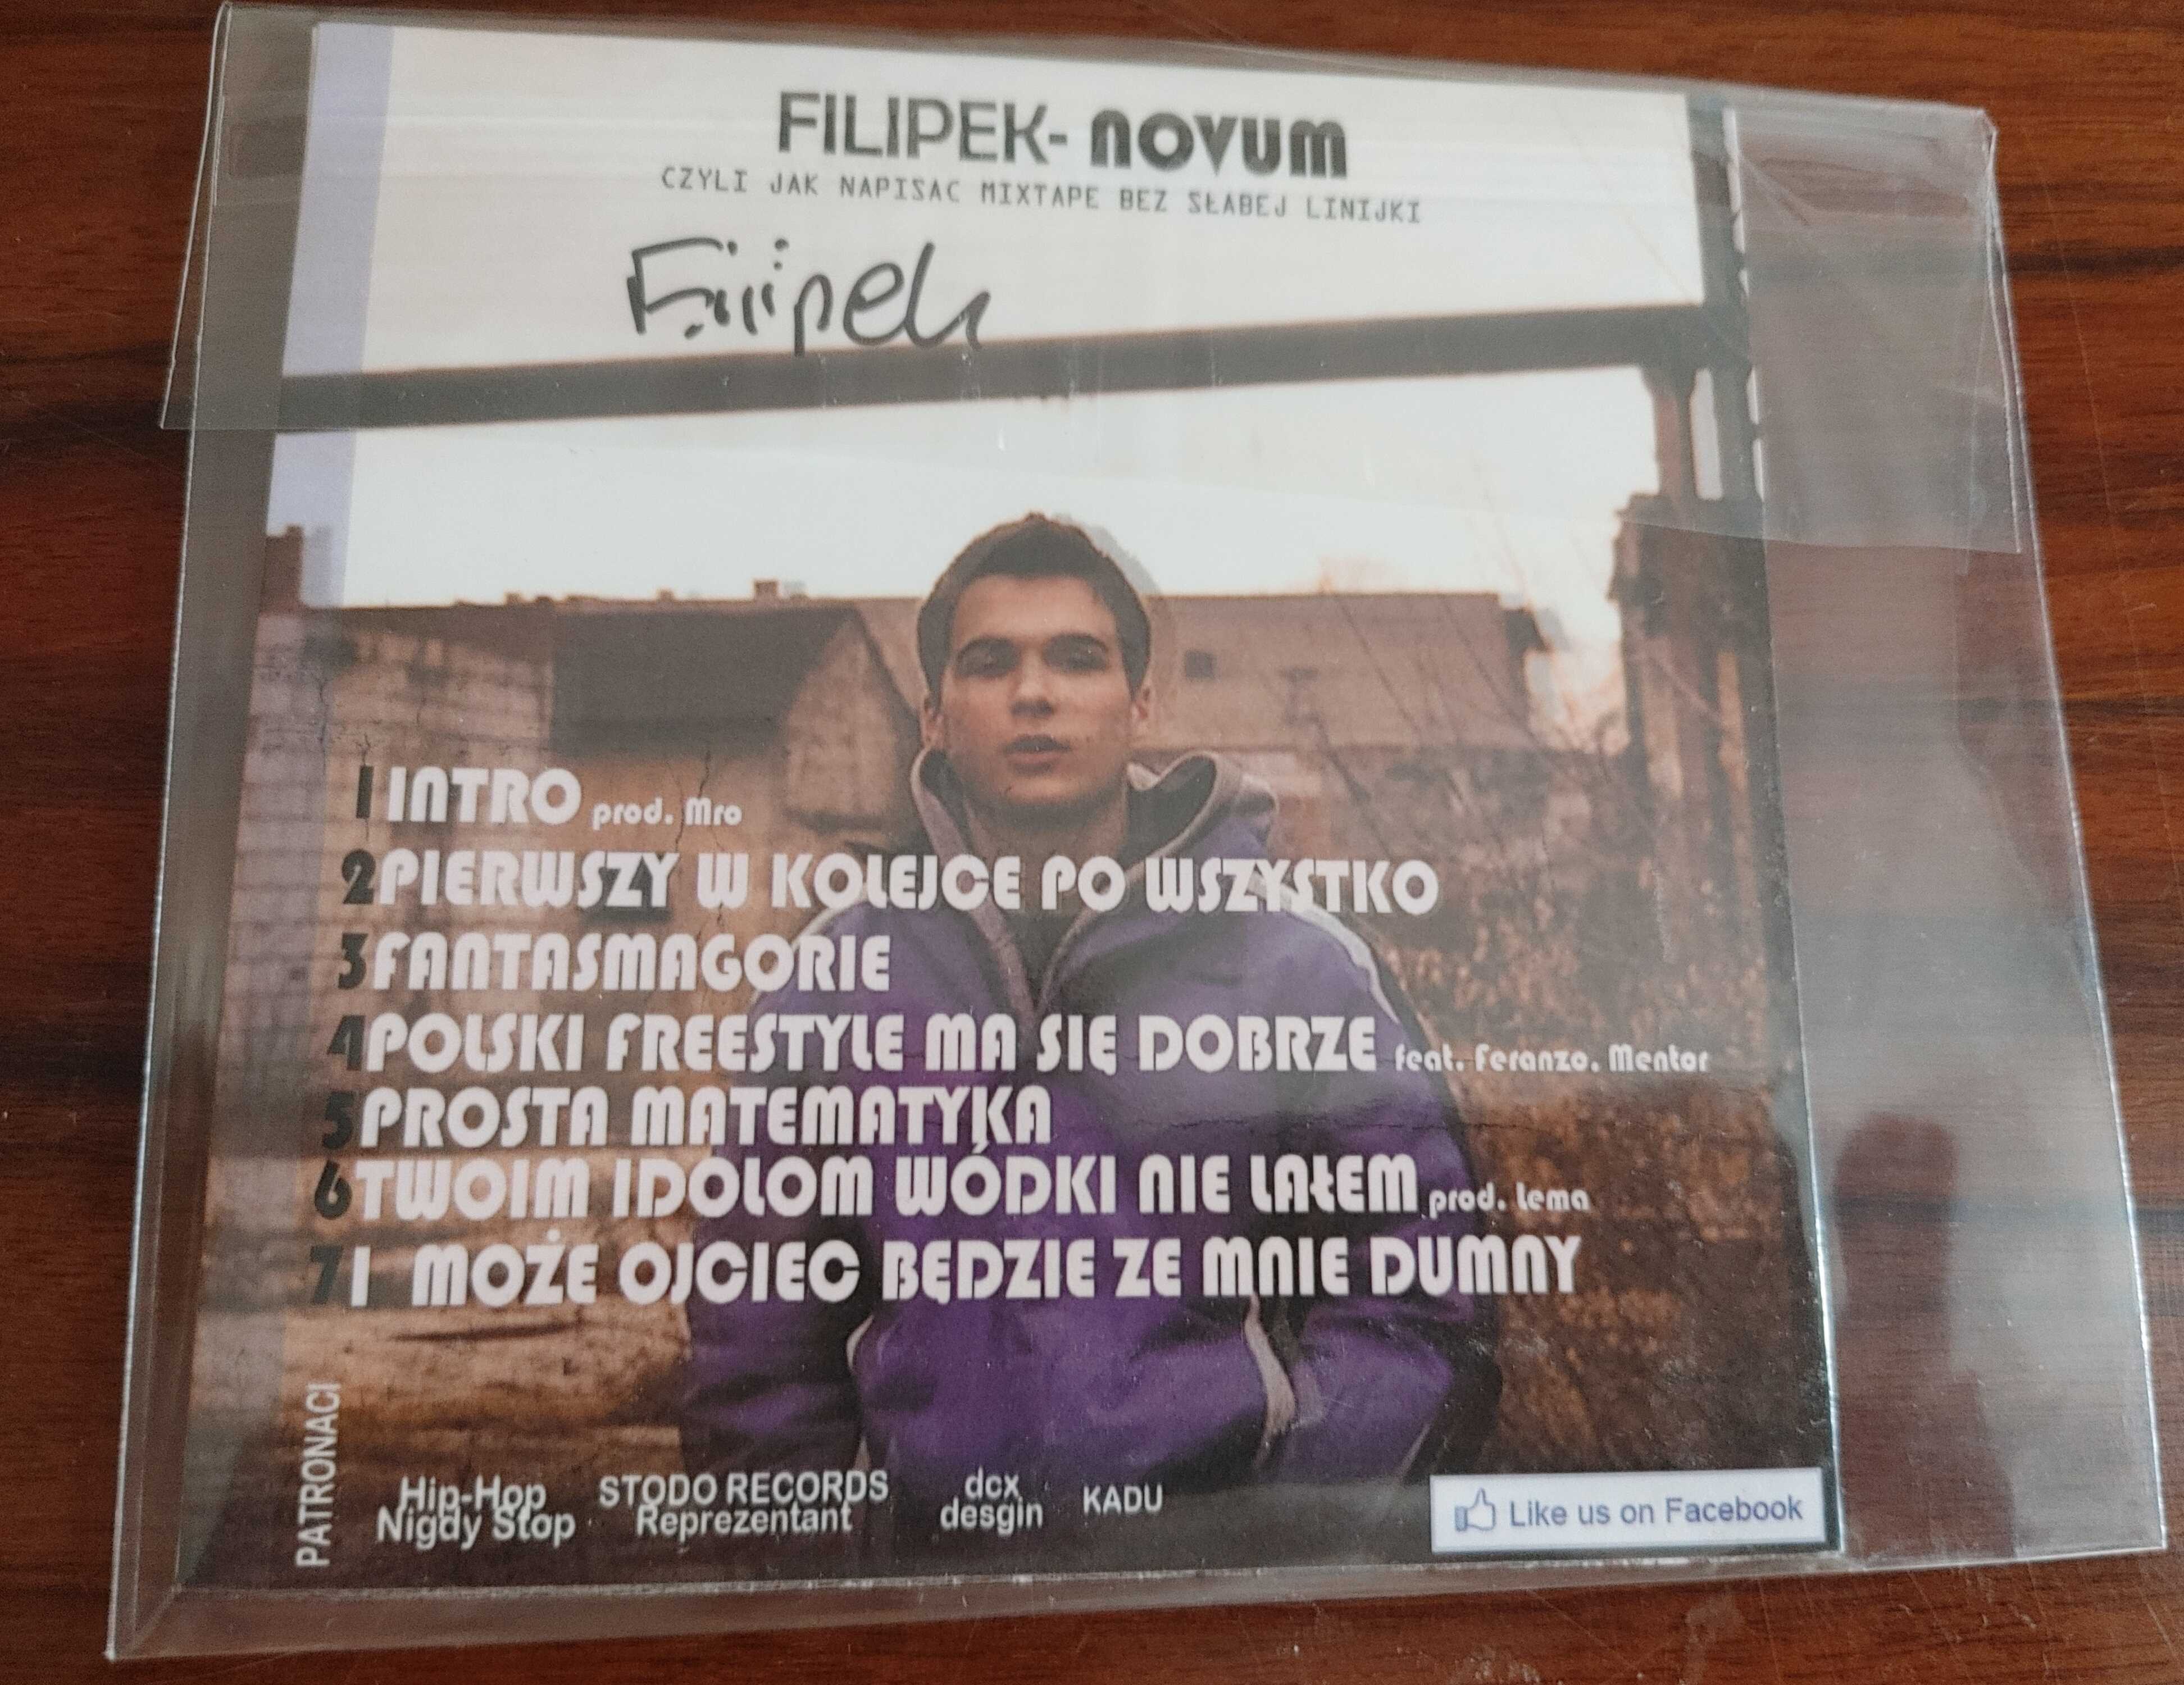 FILIPEK- NOVUM
CZYLI JAK NAPISAC MIXTAPE BEZ SŁABEJ LINIJKI
Filipek
1 INTRO prod. Mro
2 PIERWSZY W KOLEJCE PO WSZYSTKO
3 FANTASMAGORIE
4 POLSKI FREESTYLE MA SIĘ DOBRZE feat. Feranzo. Mentor
5 PROSTA MATEMATYKA
6 TWOIM IDOLOM WÓDKI NIE LAŁEM prod. Lema
7 I MOŻE OJCIEC BĘDZIE ZE MNIE DUMNY
PATRONACI
Hip-Hop
Nigdy Stop
STODO RECORDS
Reprezentant
dcx
desgin
KADU
Like us on Facebook